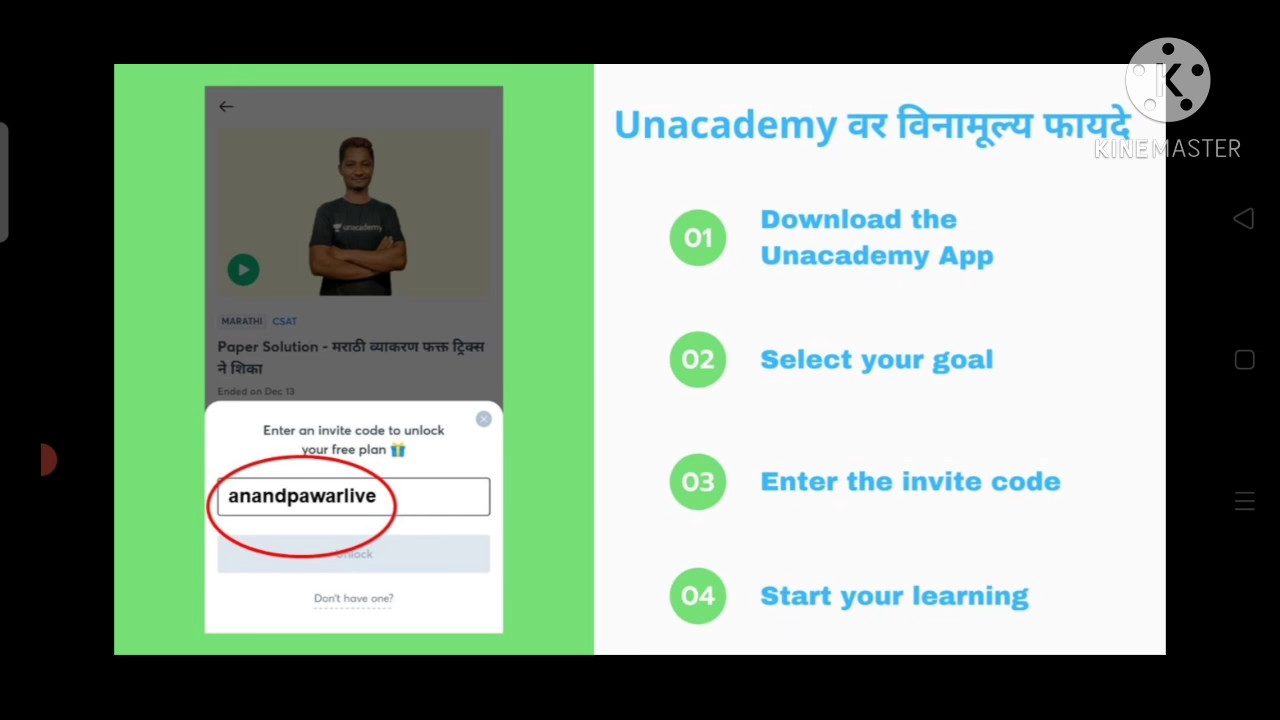 unacademy
MARATHI CSAT
Paper Solution - मराठी व्याकरण फक्त ट्रिक्स
ने शिका
Ended on Dec 13
Enter an invite code to unlock
your free plan
anandpawarlive
Unlock
Don't have one?
Unacademy वर विनामूल्य फायदे
K
KINEMASTER
01 Download the
Unacademy App
02 Select your goal
03 Enter the invite code
04 Start your learning